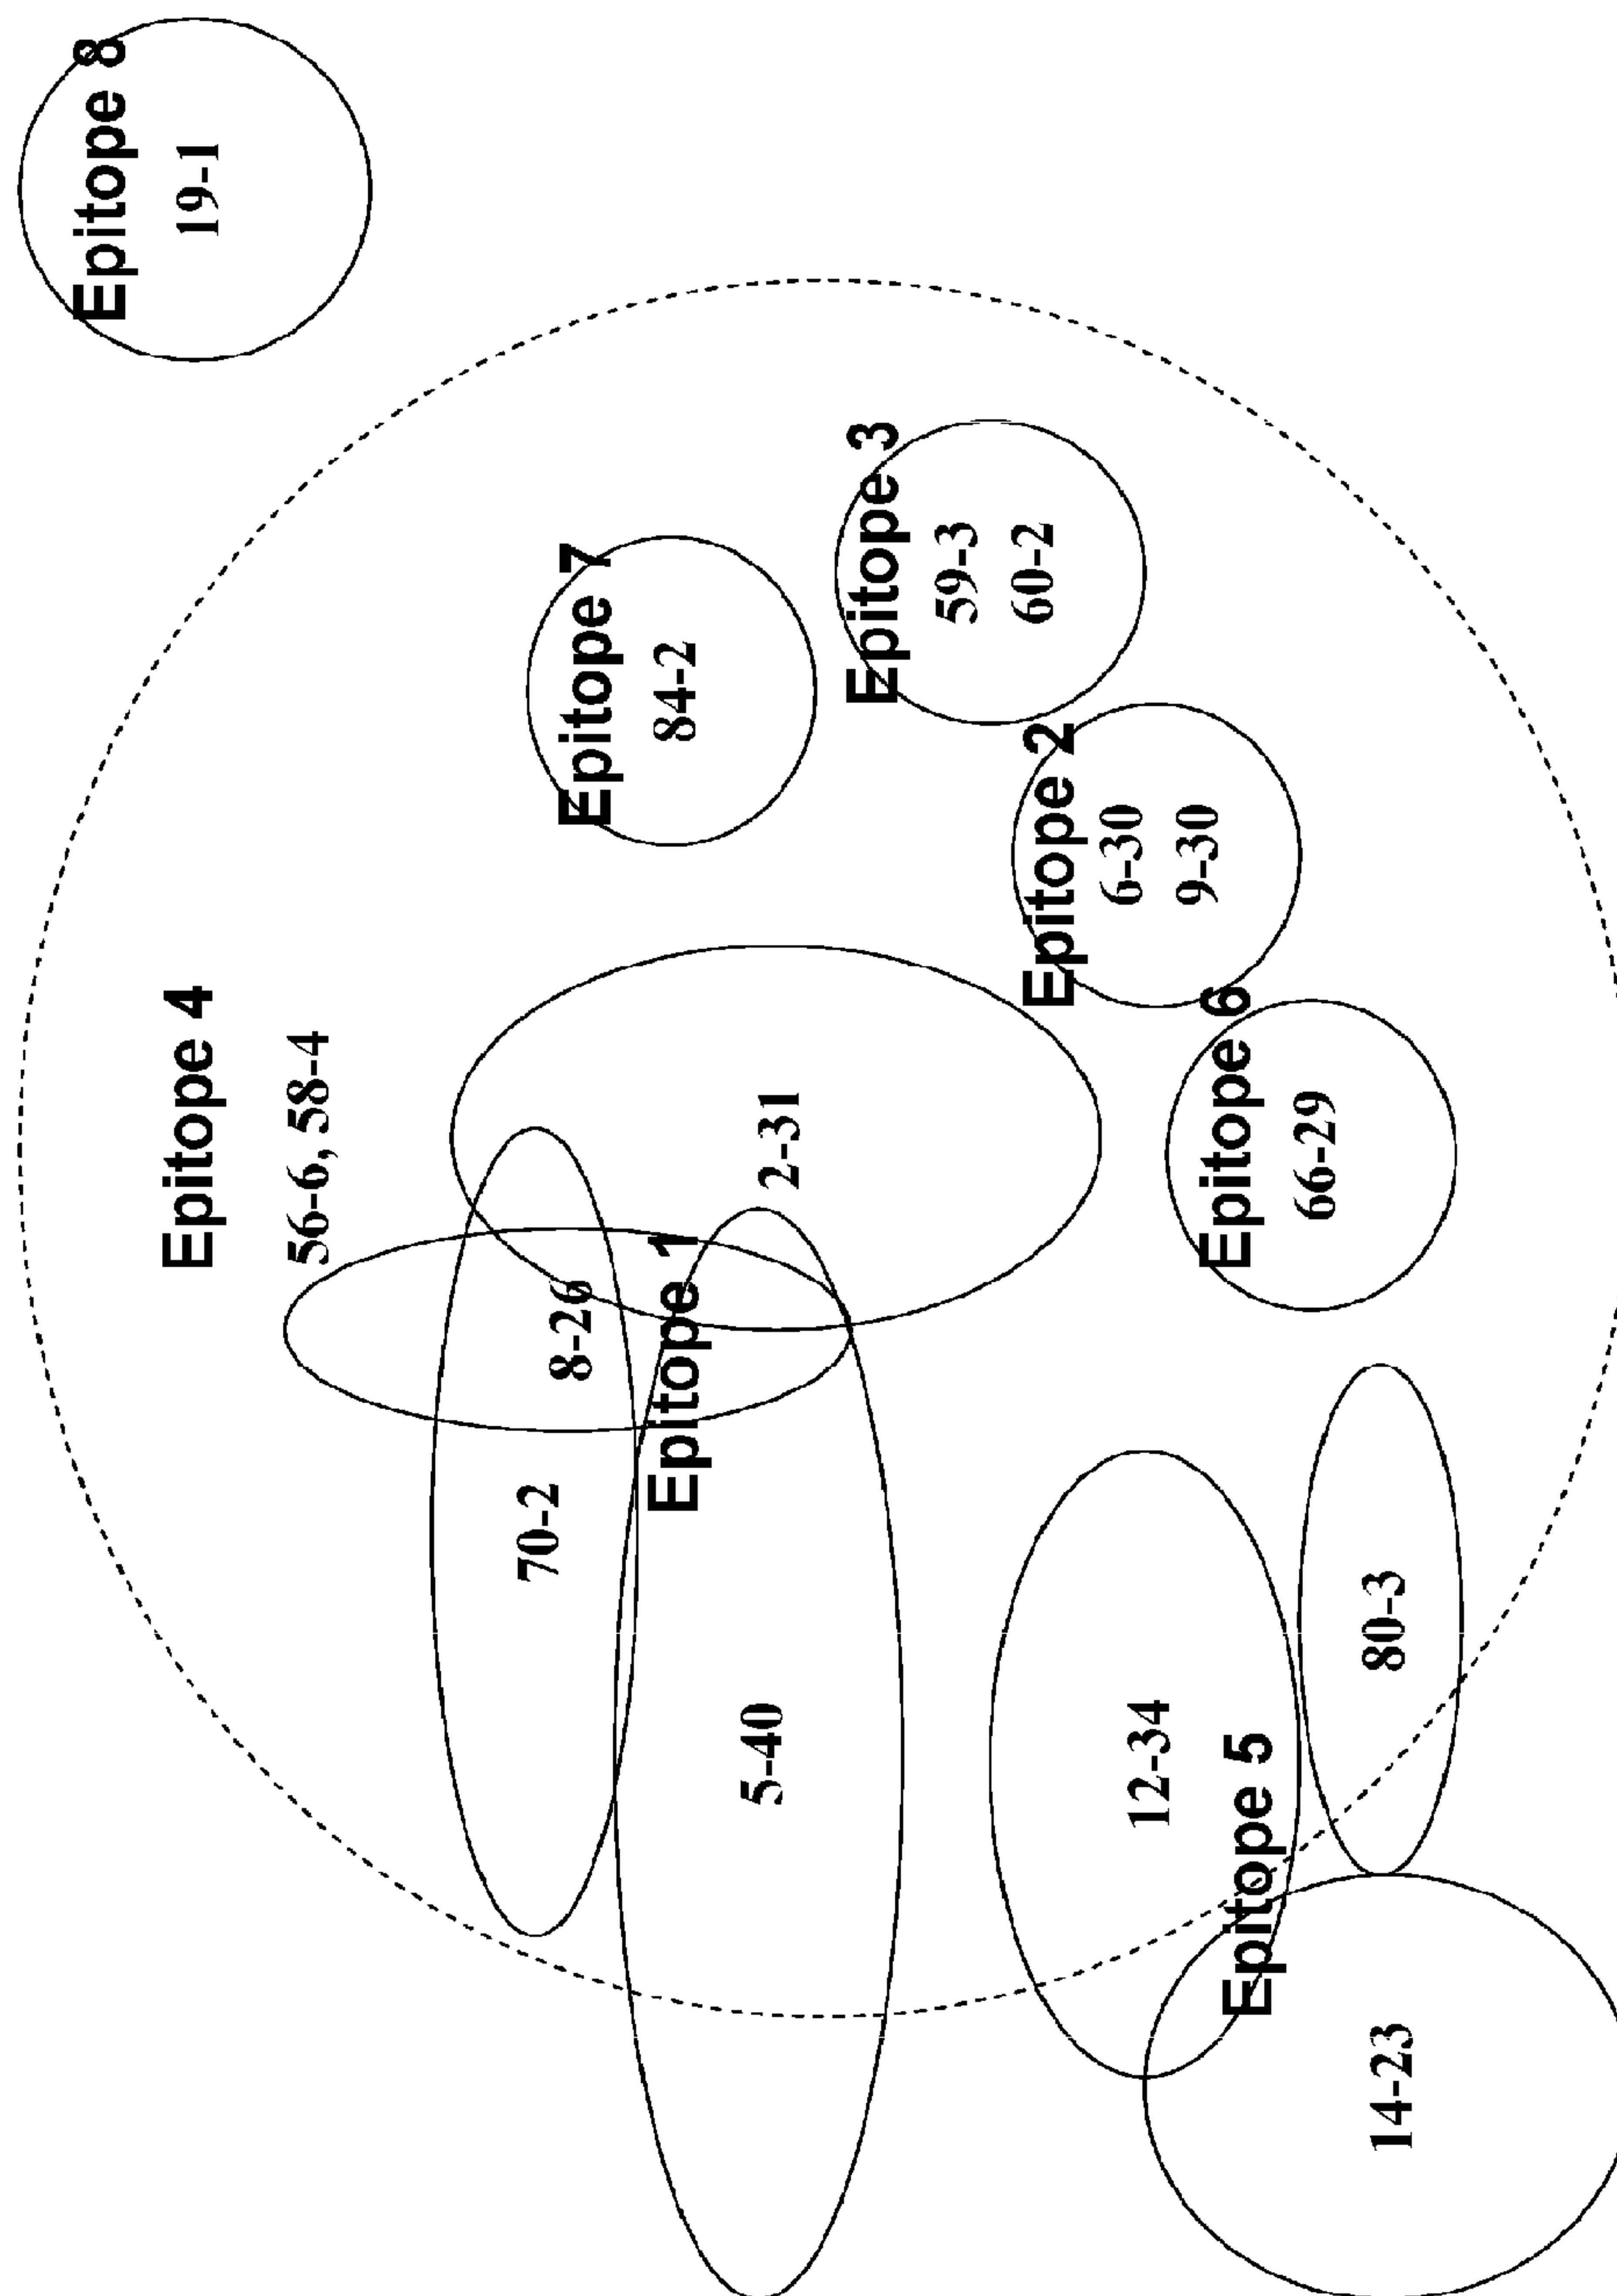 Epitope 4
56-6, 58-4
Epitope 8
19-1
70-2
8-26
Epitope 1
5-40
2-31
Epitope 7
84-2
Epitope 3
59-3
60-2
Epitope 2
6-30
9-30
Epitope 6
66-29
12-34
Epitope 5
80-3
14-23